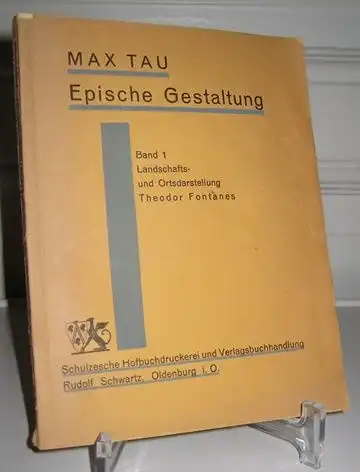 MAX TAU
Epische Gestaltung
Band 1
Landschafts-
und Ortsdarstellung
Theodor Fontanes
Schulzesche Hofbuchdruckerei und Verlagsbuchhandlung
Rudolf Schwartz, Oldenburg i. O.